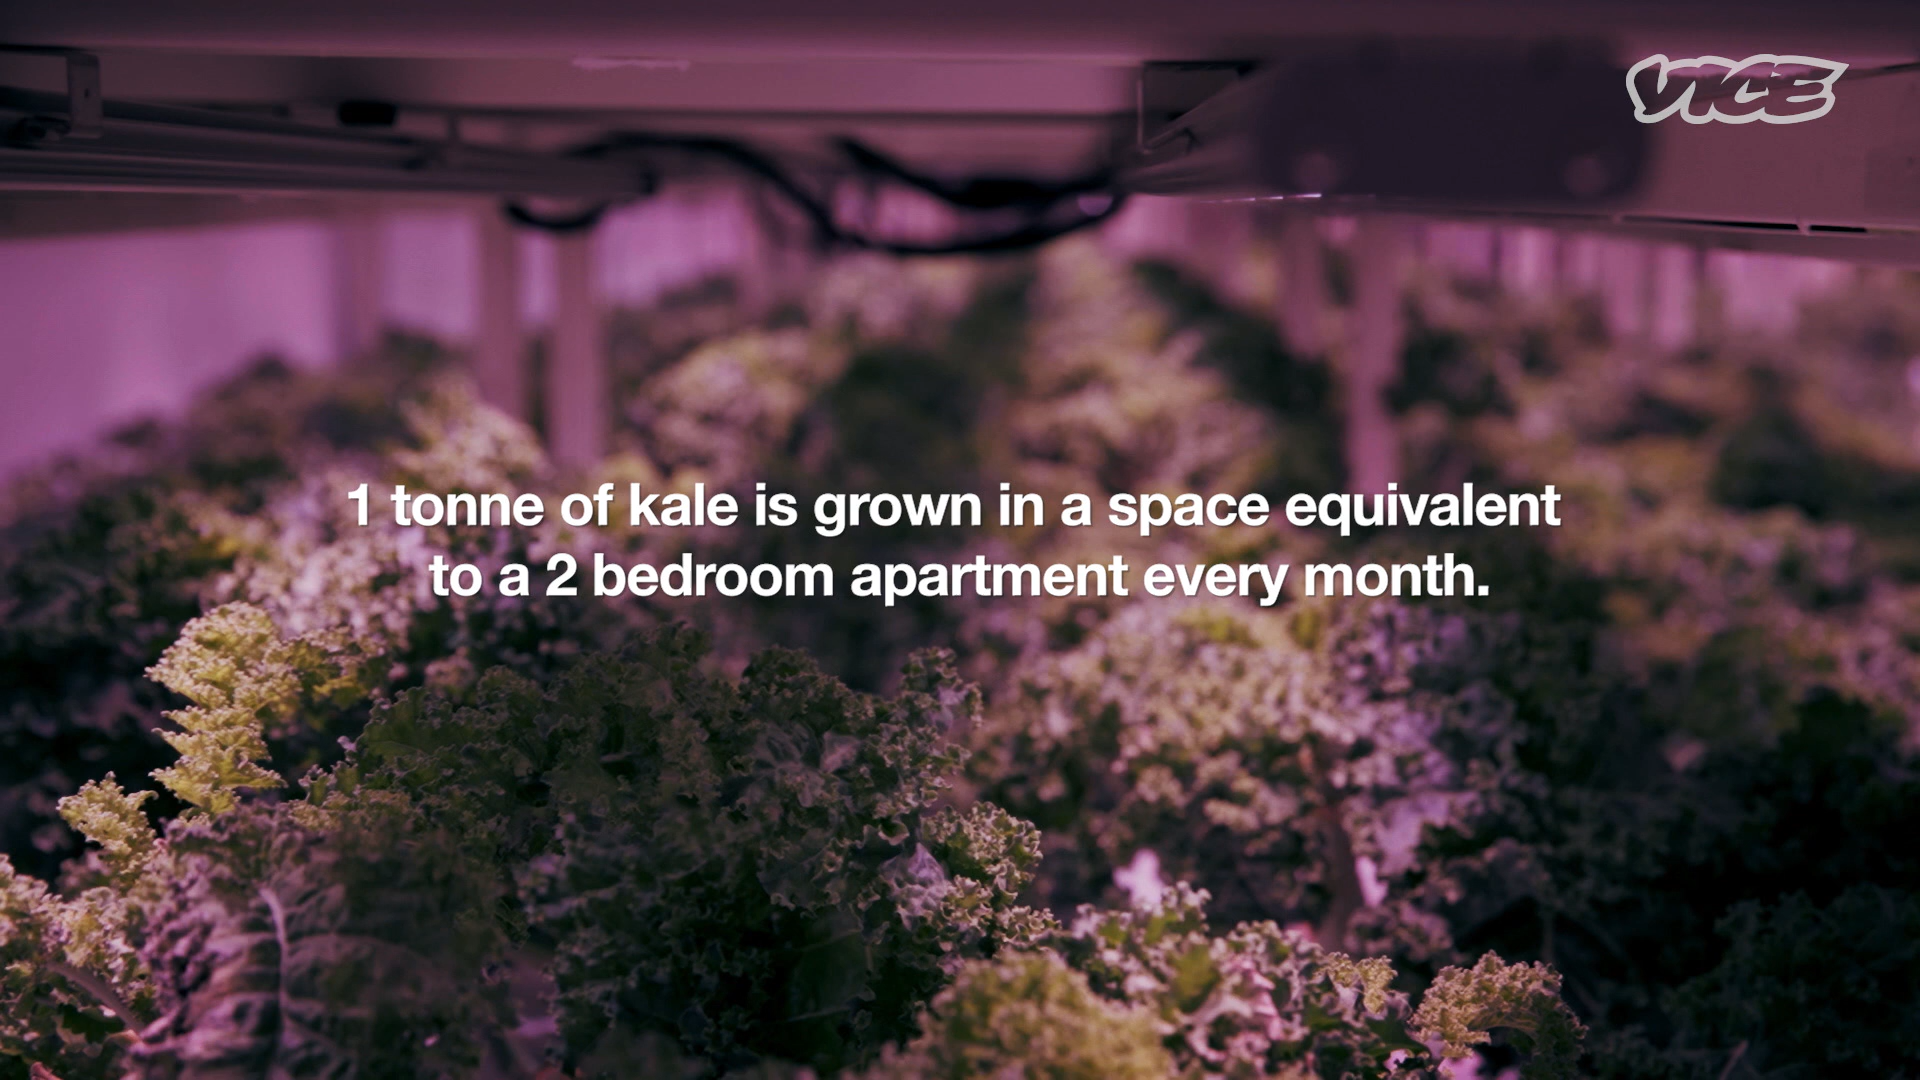 VICE
1 tonne of kale is grown in a space equivalent
to a 2 bedroom apartment every month.